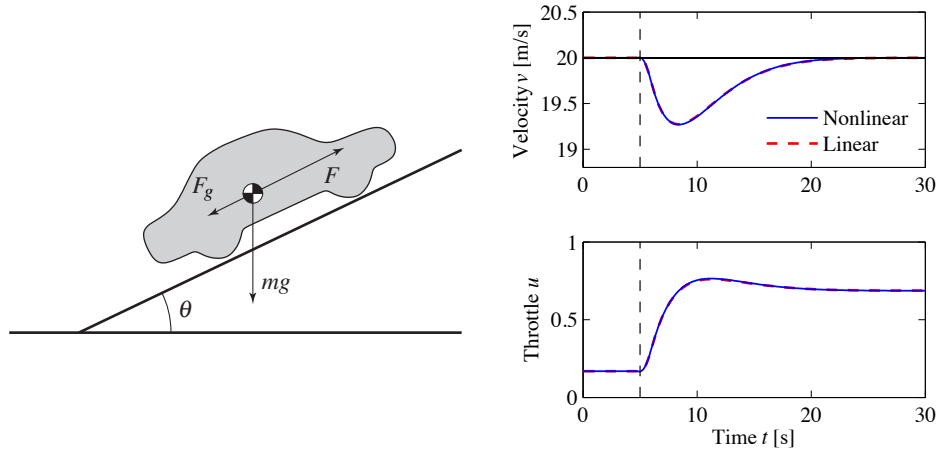 F_g
F
mg
θ
20.5
20
19.5
19
Velocity v [m/s]
Nonlinear
Linear
0
10
20
30
1
0.5
0
Throttle u
0
10
20
30
Time t [s]